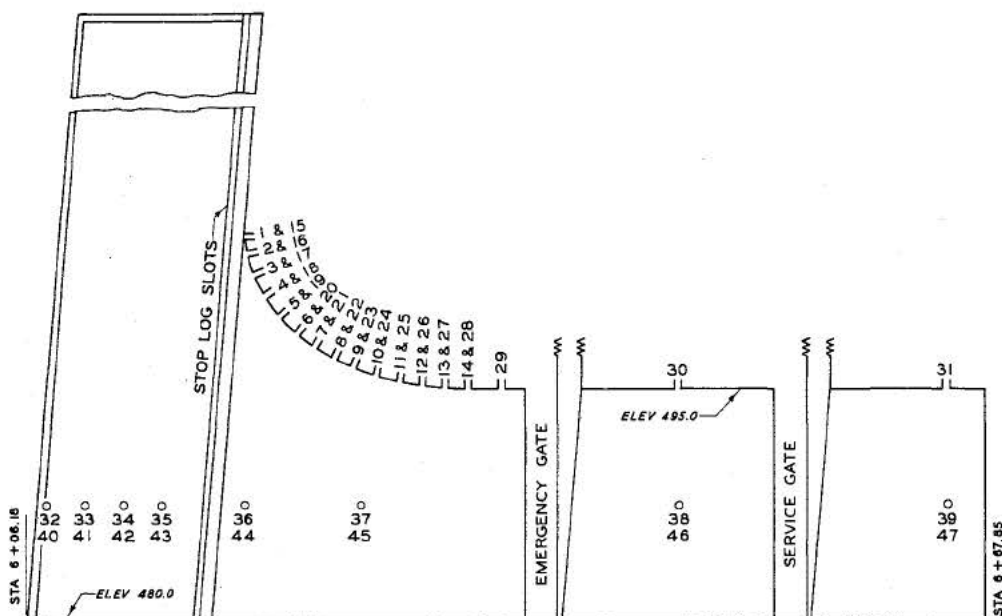 1 & 15
2 & 16
3 & 17
4 & 18
5 & 19
6 & 20
7 & 21
8 & 22
9 & 23
10 & 24
11 & 25
12 & 26
13 & 27
14 & 28
29
30
31
STOP LOG SLOTS
EMERGENCY GATE
ELEV 495.0
SERVICE GATE
32
33
34
35
36
37
38
39
40
41
42
43
44
45
46
47
STA 6 + 06.18
ELEV 480.0
STA 6 + 67.85